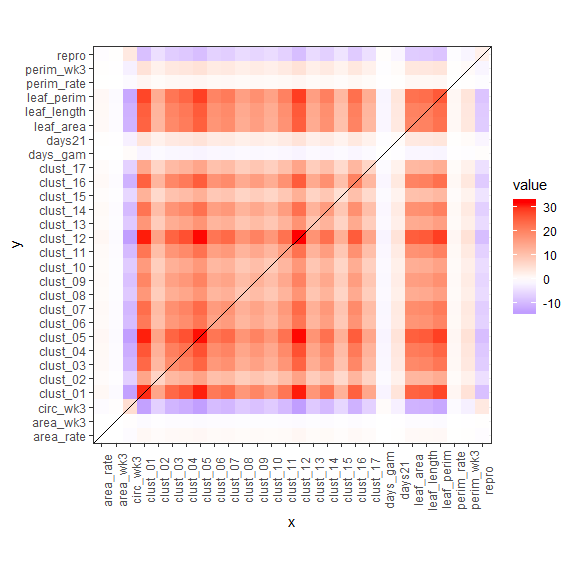 repro
perim_wk3
perim_rate
leaf_perim
leaf_length
leaf_area
days21
days_gam
clust_17
clust_16
clust_15
clust_14
clust_13
clust_12
clust_11
clust_10
clust_09
clust_08
clust_07
clust_06
clust_05
clust_04
clust_03
clust_02
clust_01
circ_wk3
area_wk3
area_rate
y
area_rate
area_wk3
circ_wk3
clust_01
clust_02
clust_03
clust_04
clust_05
clust_06
clust_07
clust_08
clust_09
clust_10
clust_11
clust_12
clust_13
clust_14
clust_15
clust_16
clust_17
days_gam
days21
leaf_area
leaf_length
leaf_perim
perim_rate
perim_wk3
repro
x
value
30
20
10
0
-10